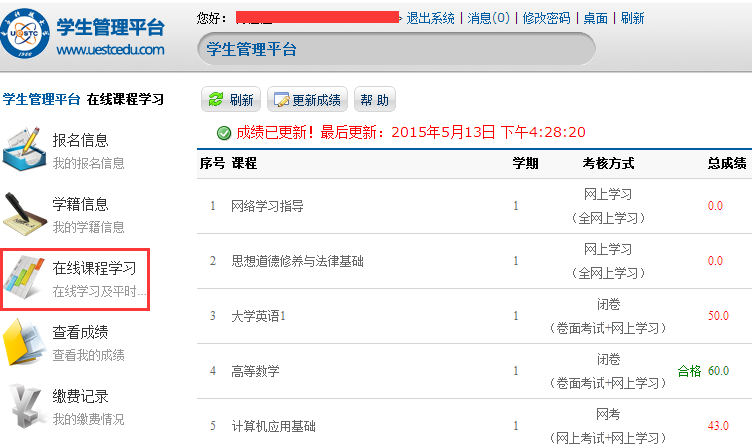 您好：
退出系统 | 消息(0) | 修改密码 | 桌面 | 刷新
学生管理平台
www.uestcedu.com
UESTC
1956
学生管理平台
学生管理平台 在线课程学习
报名信息
我的报名信息
学籍信息
我的学籍信息
在线课程学习
在线学习及平时...
查看成绩
查看我的成绩
缴费记录
我的缴费情况
刷新 更新成绩 帮 助
成绩已更新！最后更新：2015年5月13日 下午4:28:20
序号 课程 学期 考核方式 总成绩
1 网络学习指导 1 网上学习 0.0
（全网上学习）
2 思想道德修养与法律基础 1 网上学习 0.0
（全网上学习）
3 大学英语1 1 闭卷 50.0
（卷面考试+网上学习）
4 高等数学 1 闭卷 合格 60.0
（卷面考试+网上学习）
5 计算机应用基础 1 网考 43.0
（网上考试+网上学习）